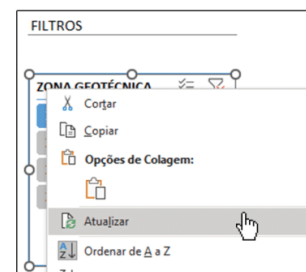 FILTROS
ZONA GEOTÉCNICA
Cortar
Copiar
Opções de Colagem:
Atualizar
Ordenar de A a Z